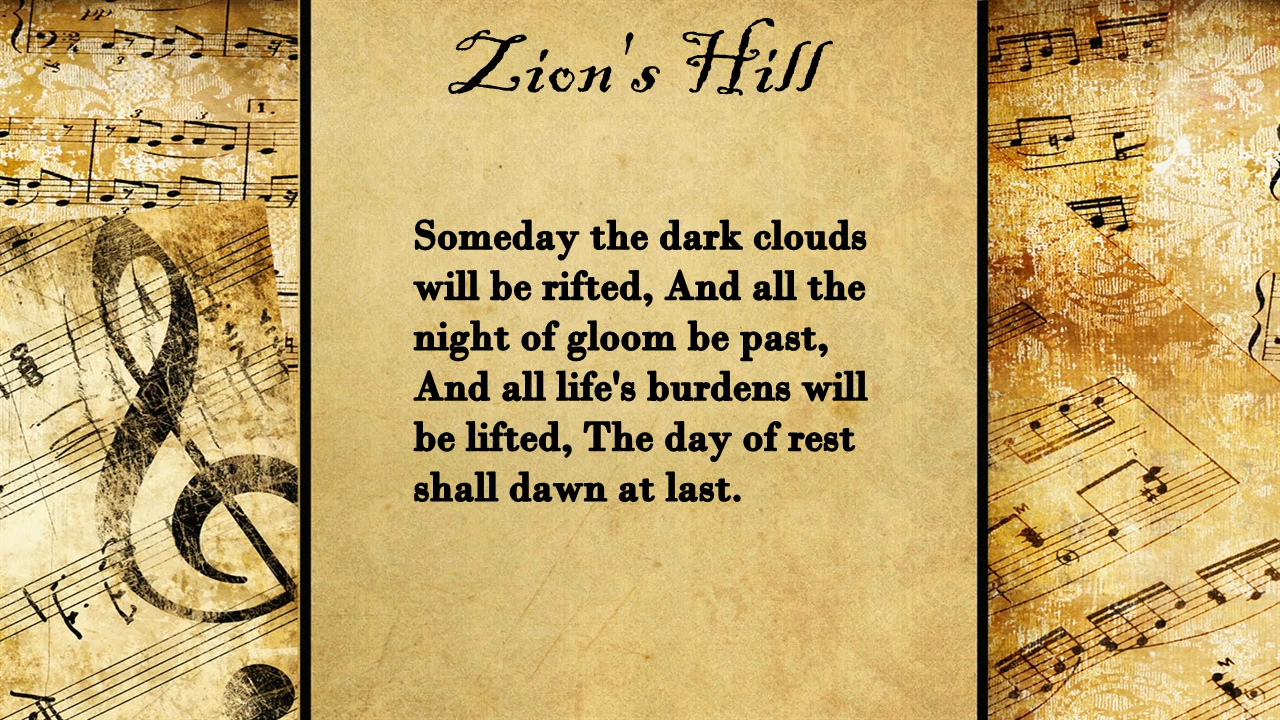 Zion's Hill
Someday the dark clouds
will be rifted, And all the
night of gloom be past,
And all life's burdens will
be lifted, The day of rest
shall dawn at last.